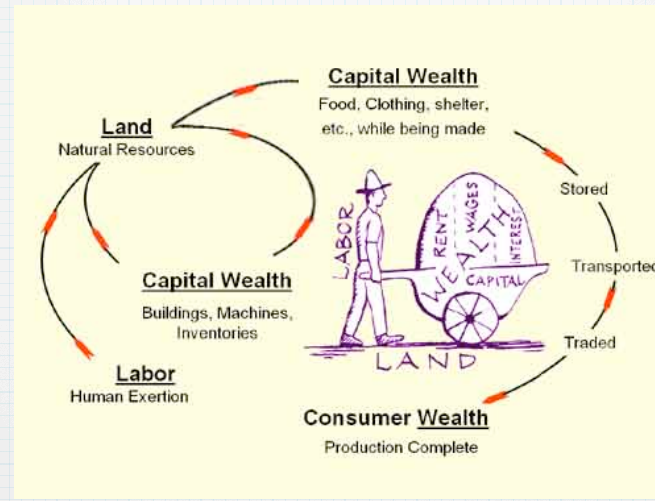 Capital Wealth
Food, Clothing, shelter,
etc., while being made
Land
Natural Resources
Stored
Transported
Traded
Capital Wealth
Buildings, Machines,
Inventories
Labor
Human Exertion
LABOR
RENT
WAGES
INTEREST
WEALTH
CAPITAL
LAND
Consumer Wealth
Production Complete